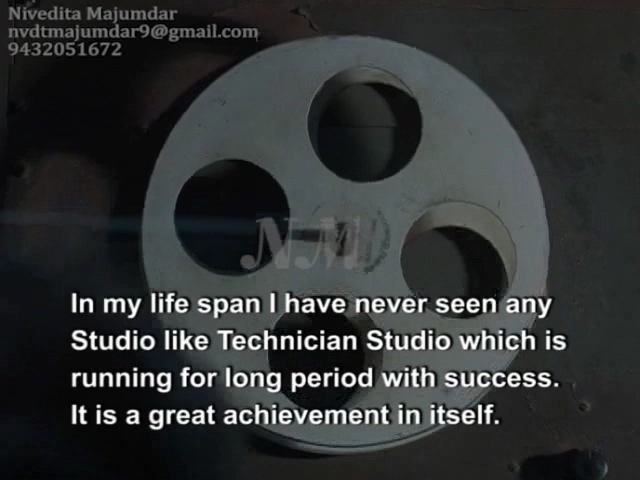 Nivedita Majumdar
nvdtmajumdar9@gmail.com
9432051672
NM
In my life span I have never seen any
Studio like Technician Studio which is
running for long period with success.
It is a great achievement in itself.